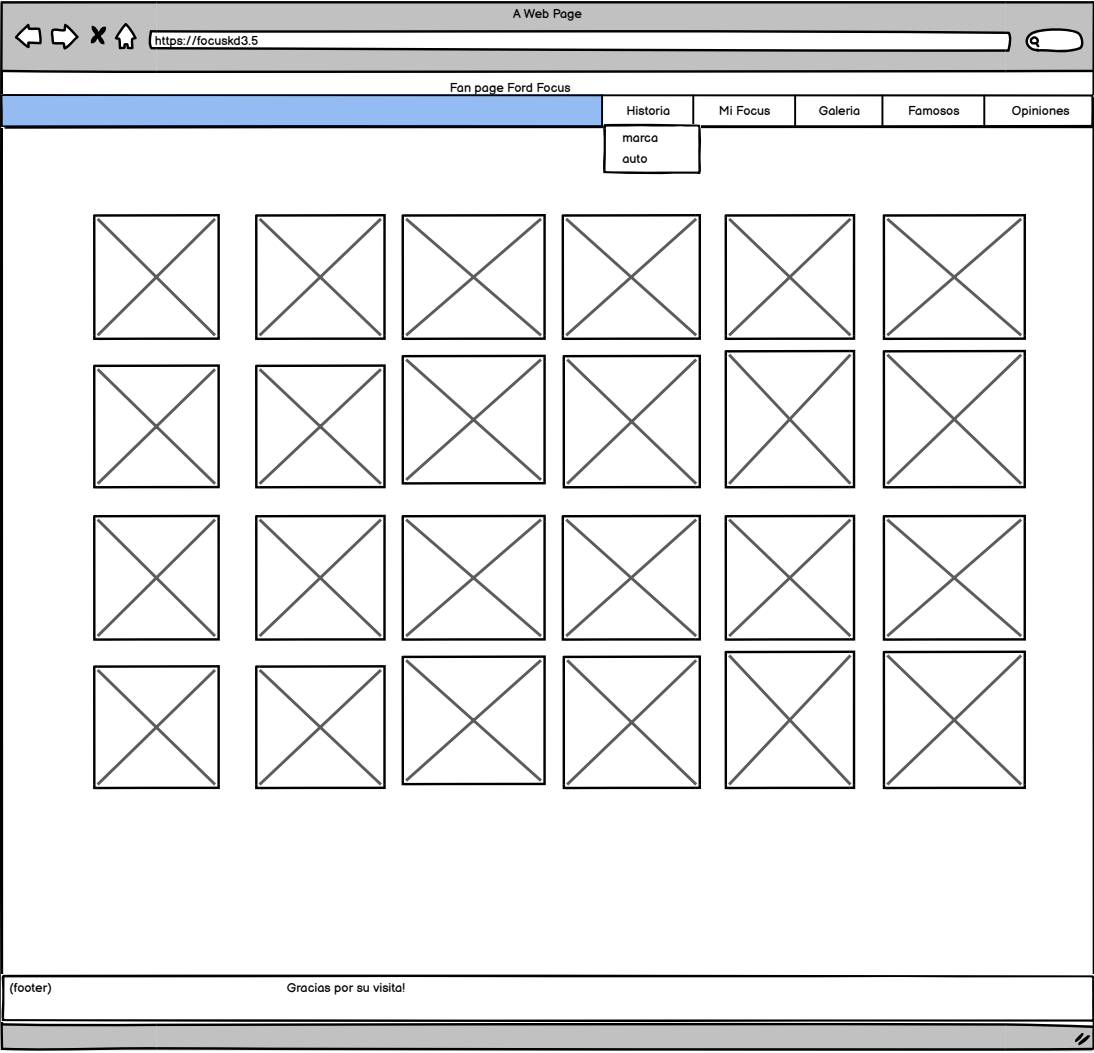 A Web Page
https://focuskd3.5
Fan page Ford Focus
Historia Mi Focus Galeria Famosos Opiniones
marca
auto
(footer) Gracias por su visita!